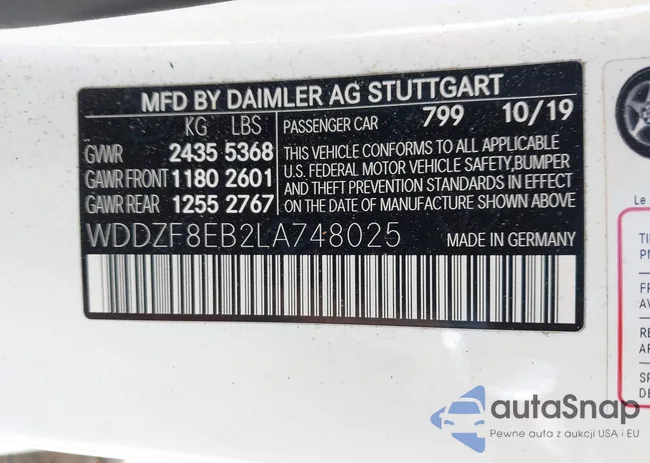 MFD BY DAIMLER AG STUTTGART
KG LBS
GVWR 2435 5368
GAWR FRONT 1180 2601
GAWR REAR 1255 2767
PASSENGER CAR 799 10/19
THIS VEHICLE CONFORMS TO ALL APPLICABLE
U.S. FEDERAL MOTOR VEHICLE SAFETY,BUMPER
AND THEFT PREVENTION STANDARDS IN EFFECT
ON THE DATE OF MANUFACTURE SHOWN ABOVE
WDDZF8EB2LA748025 MADE IN GERMANY
Le
autaSnap
Pewne auta z aukcji USA i EU